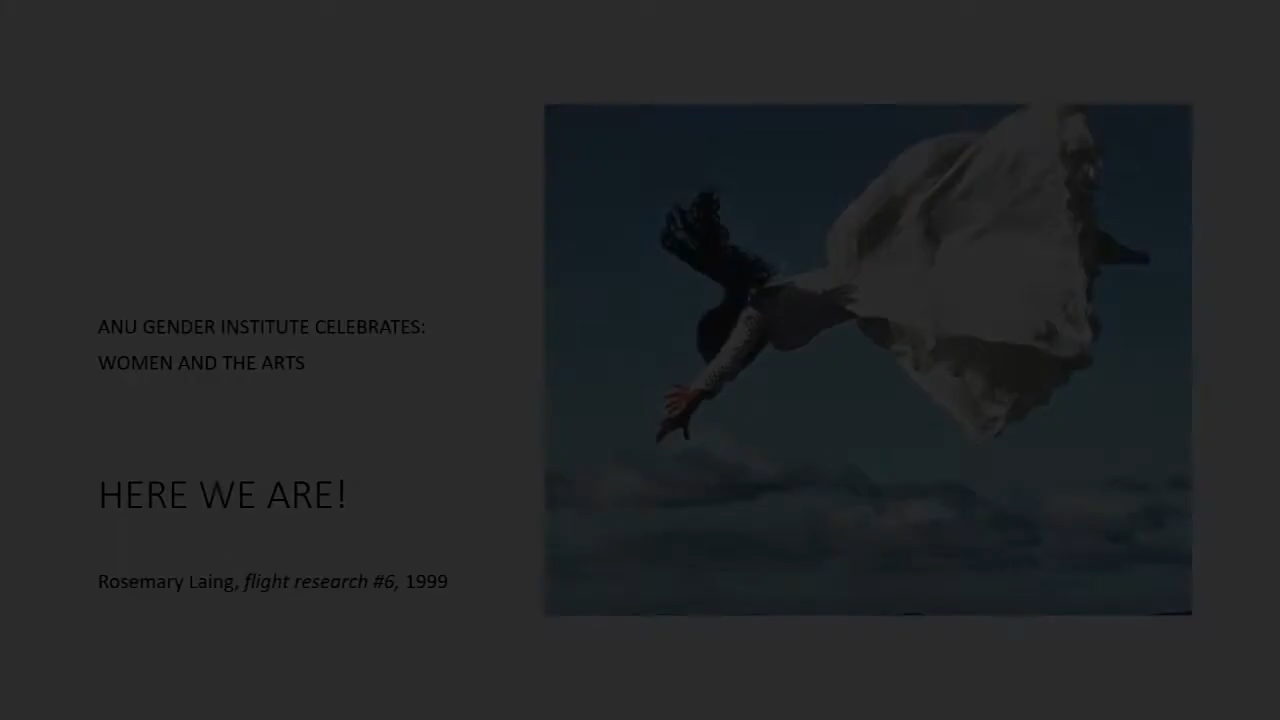 ANU GENDER INSTITUTE CELEBRATES:
WOMEN AND THE ARTS
HERE WE ARE!
Rosemary Laing, flight research #6, 1999